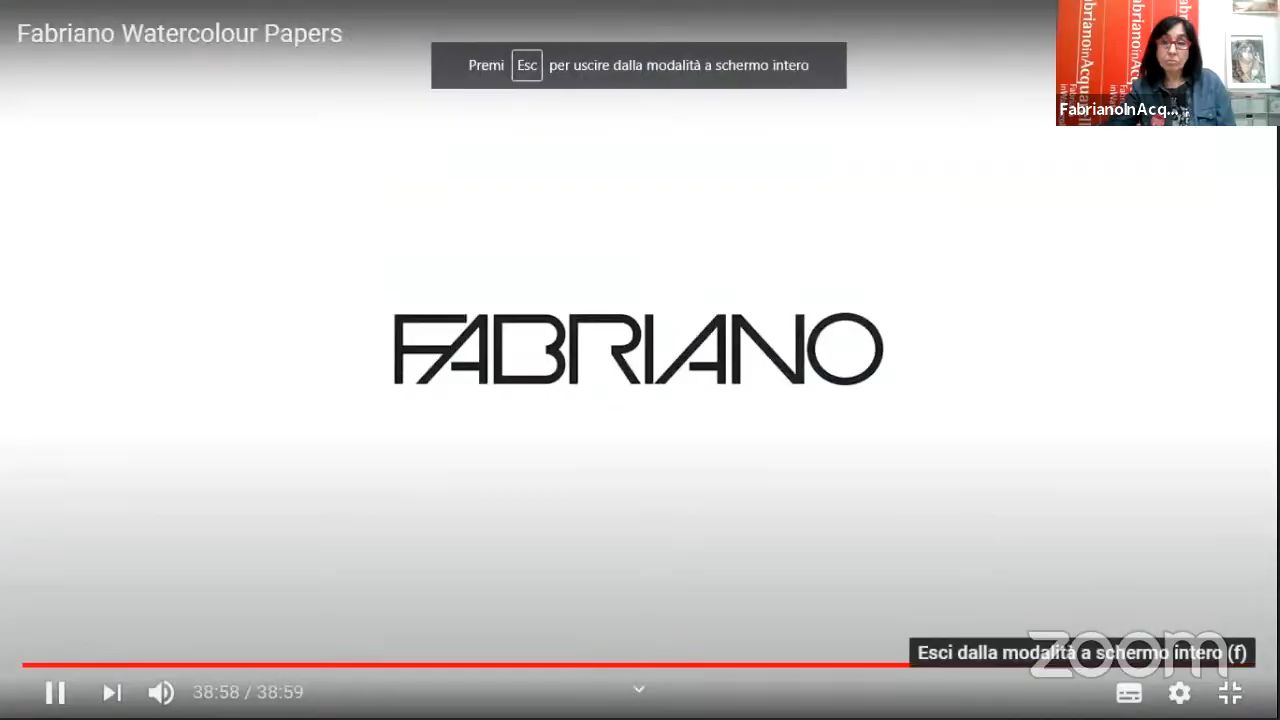 Fabriano Watercolour Papers
Premi Esc per uscire dalla modalità a schermo intero
FabrianoInAcq...
FABRIANO
zoom
Esci dalla modalità a schermo intero (f)
38:58 / 38:59